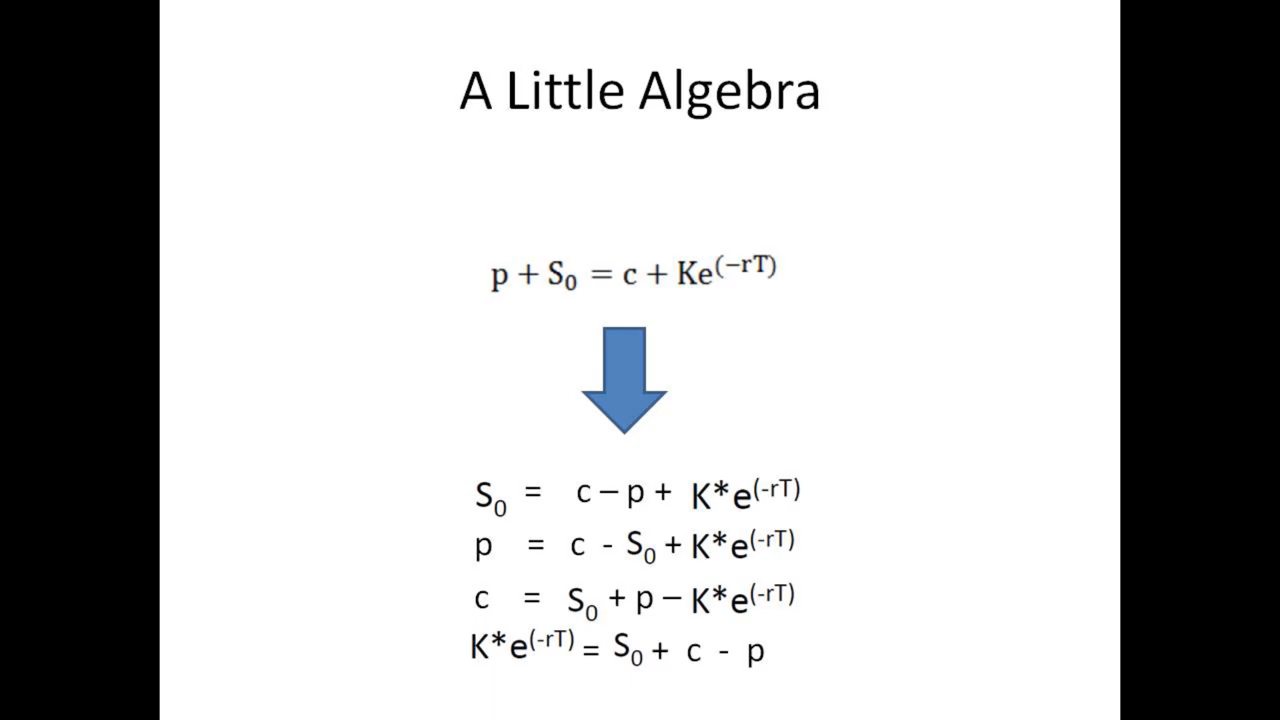 A Little Algebra
p + S₀ = c + Ke⁽⁻ʳᵀ⁾
S₀ = c – p + K*e⁽⁻ʳᵀ⁾
p = c - S₀ + K*e⁽⁻ʳᵀ⁾
c = S₀ + p – K*e⁽⁻ʳᵀ⁾
K*e⁽⁻ʳᵀ⁾ = S₀ + c - p